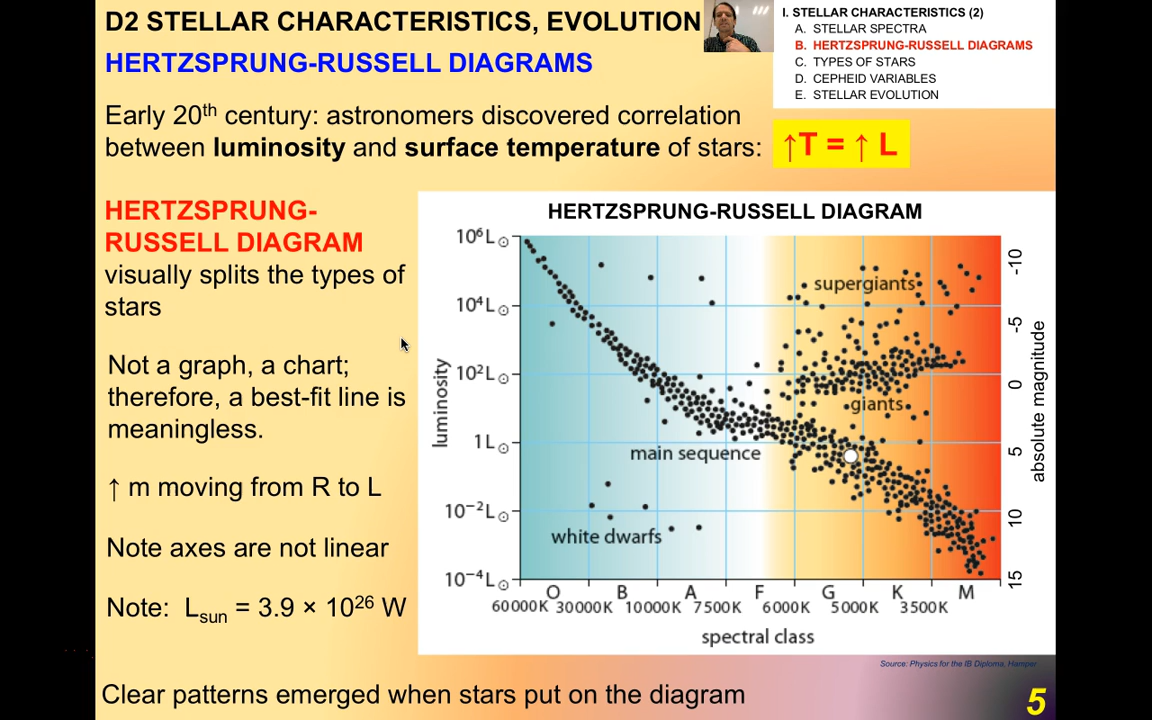 D2 STELLAR CHARACTERISTICS, EVOLUTION
HERTZSPRUNG-RUSSELL DIAGRAMS
I. STELLAR CHARACTERISTICS (2)
A. STELLAR SPECTRA
B. HERTZSPRUNG-RUSSELL DIAGRAMS
C. TYPES OF STARS
D. CEPHEID VARIABLES
E. STELLAR EVOLUTION
Early 20th century: astronomers discovered correlation
between luminosity and surface temperature of stars:
↑T = ↑ L
HERTZSPRUNG-
RUSSELL DIAGRAM
visually splits the types of
stars
Not a graph, a chart;
therefore, a best-fit line is
meaningless.
↑ m moving from R to L
Note axes are not linear
Note: Lsun = 3.9 × 10²⁶ W
HERTZSPRUNG-RUSSELL DIAGRAM
luminosity
10⁶L⊙
10⁴L⊙
10²L⊙
1L⊙
10⁻²L⊙
10⁻⁴L⊙
supergiants
giants
main sequence
white dwarfs
absolute magnitude
-10
-5
0
5
10
15
O B A F G K M
60000K 30000K 10000K 7500K 6000K 5000K 3500K
spectral class
Source: Physics for the IB Diploma, Hamper
Clear patterns emerged when stars put on the diagram
5